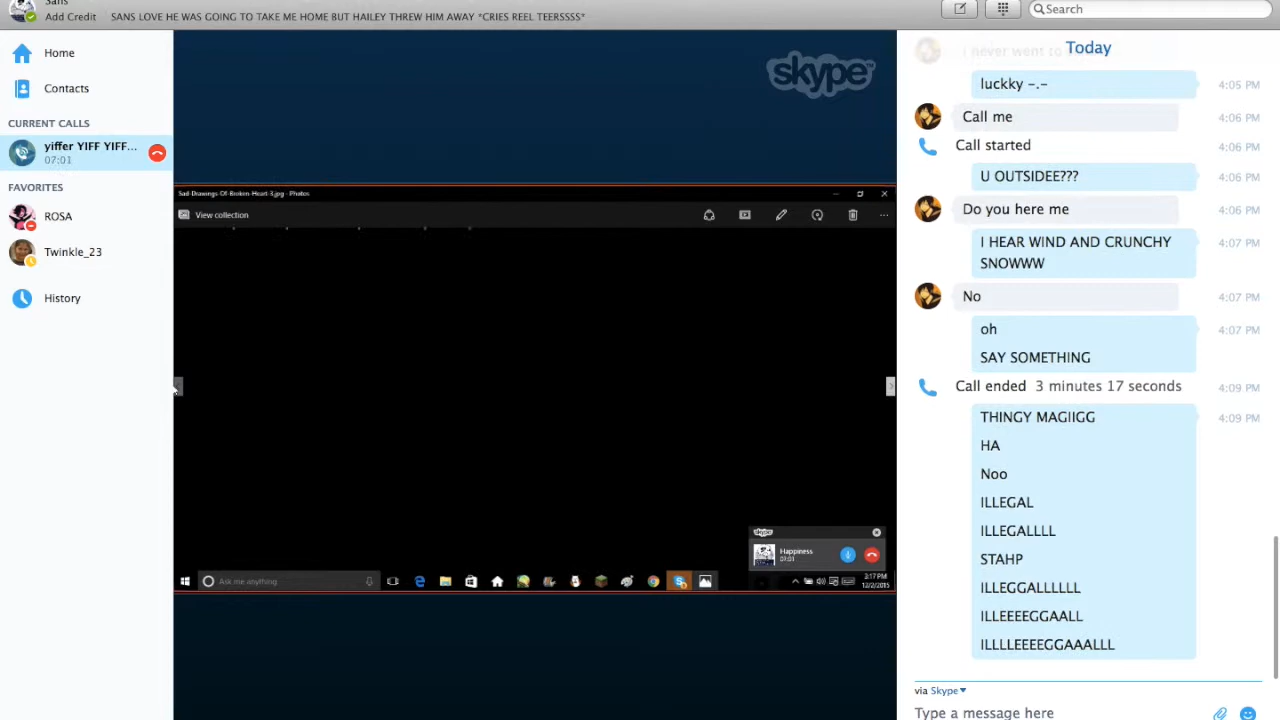 Sans
Add Credit SANS LOVE HE WAS GOING TO TAKE ME HOME BUT HAILEY THREW HIM AWAY *CRIES REEL TEERSSSS*
Search
Home
Contacts
CURRENT CALLS
yiffer YIFF YIFF...
07:01
FAVORITES
ROSA
Twinkle_23
History
skype
Sad-Drawings-Of-Broken-Heart-3.jpg - Photos
View collection
skype
Happiness
07:01
Ask me anything
3:17 PM
12/2/2015
I never went to
Today
luckky -.- 4:05 PM
Call me 4:06 PM
Call started 4:06 PM
U OUTSIDEE??? 4:06 PM
Do you here me 4:06 PM
I HEAR WIND AND CRUNCHY 4:07 PM
SNOWWW
No 4:07 PM
oh 4:07 PM
SAY SOMETHING
Call ended 3 minutes 17 seconds 4:09 PM
THINGY MAGIIGG 4:09 PM
HA
Noo
ILLEGAL
ILLEGALLLL
STAHP
ILLEGGALLLLLL
ILLEEEEGGAALL
ILLLLEEEEGGAAALLL
via Skype
Type a message here